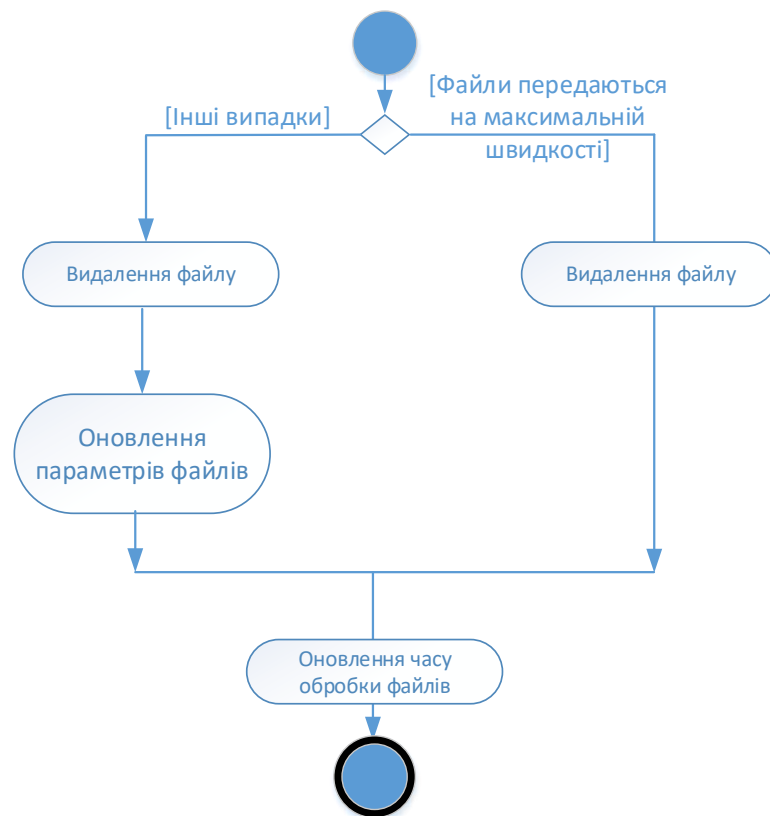 [Файли передаються
на максимальній
швидкості]
[Інші випадки]
Видалення файлу
Видалення файлу
Оновлення
параметрів файлів
Оновлення часу
обробки файлів